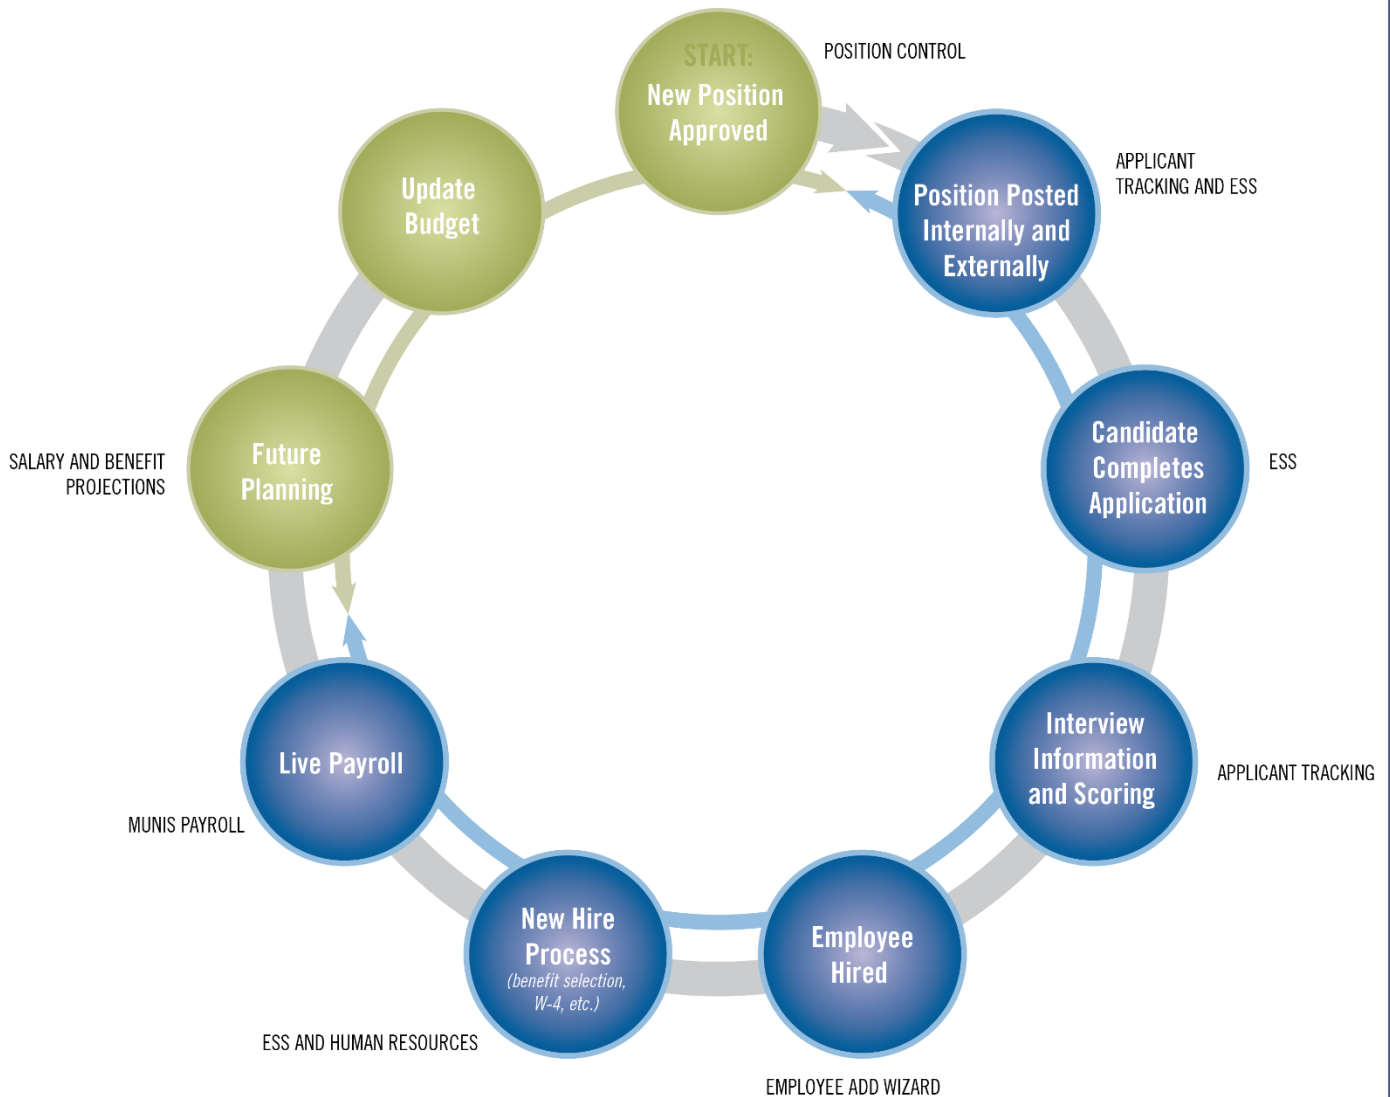 START:
New Position
Approved
POSITION CONTROL
Position Posted
Internally and
Externally
APPLICANT
TRACKING AND ESS
Candidate
Completes
Application
ESS
Interview
Information
and Scoring
APPLICANT TRACKING
Employee
Hired
EMPLOYEE ADD WIZARD
New Hire
Process
(benefit selection,
W-4, etc.)
ESS AND HUMAN RESOURCES
Live Payroll
MUNIS PAYROLL
Future
Planning
SALARY AND BENEFIT
PROJECTIONS
Update
Budget